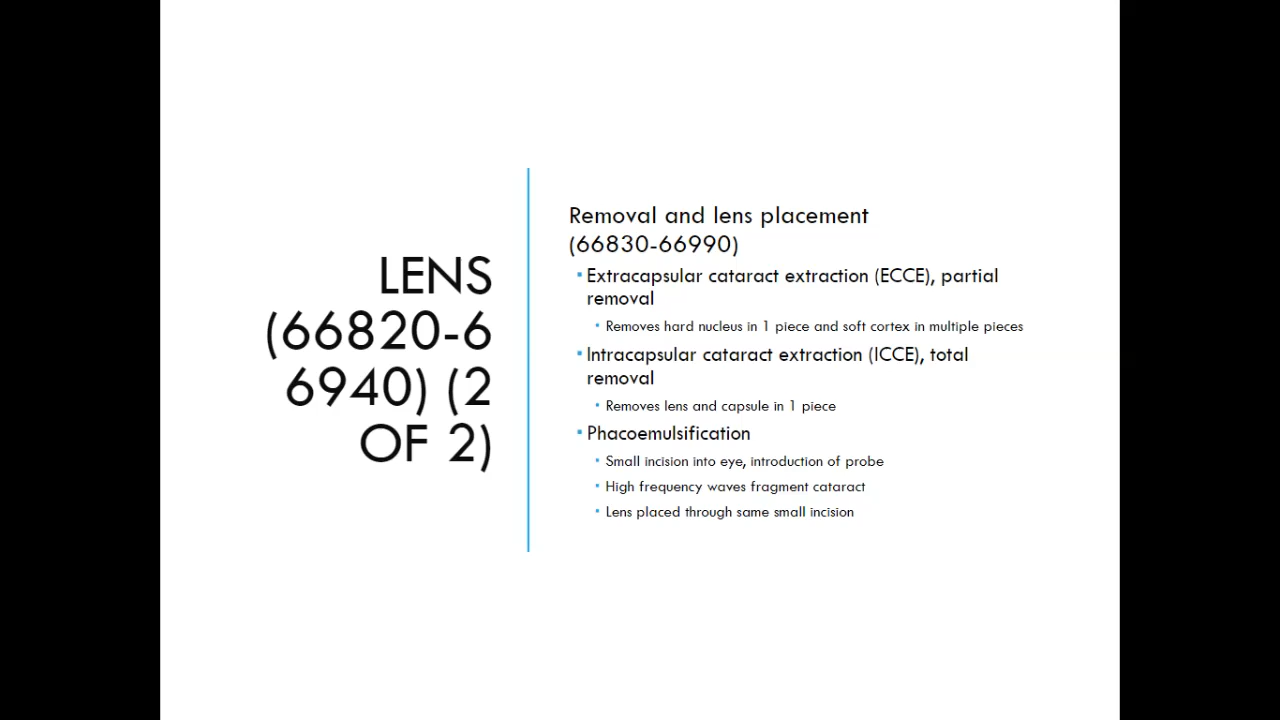 LENS
(66820-6
6940) (2
OF 2)
Removal and lens placement
(66830-66990)
▪ Extracapsular cataract extraction (ECCE), partial
removal
▪ Removes hard nucleus in 1 piece and soft cortex in multiple pieces
▪ Intracapsular cataract extraction (ICCE), total
removal
▪ Removes lens and capsule in 1 piece
▪ Phacoemulsification
▪ Small incision into eye, introduction of probe
▪ High frequency waves fragment cataract
▪ Lens placed through same small incision